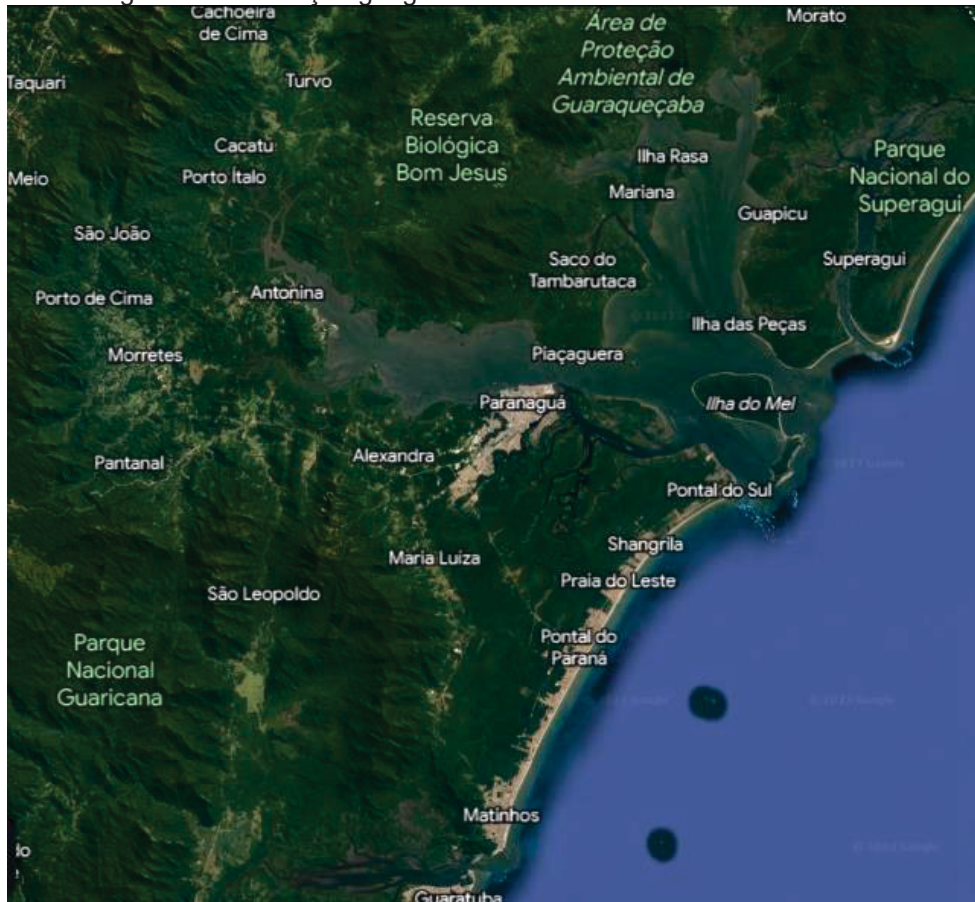 Cachoeira
de Cima
Área de
Proteção
Ambiental de
Guaraqueçaba
Morato
Taquari
Turvo
Reserva
Biológica
Bom Jesus
Cacatu
Ilha Rasa
Parque
Nacional do
Superagui
Meio
Porto Ítalo
Mariana
Guapicu
São João
Saco do
Tambarutaca
Superagui
Porto de Cima
Antonina
Ilha das Peças
Morretes
Piaçaguera
Paranaguá
Ilha do Mel
Pantanal
Alexandra
Pontal do Sul
Shangrila
Maria Luiza
Praia do Leste
São Leopoldo
Pontal do
Paraná
Parque
Nacional
Guaricana
Matinhos
Guaratuba